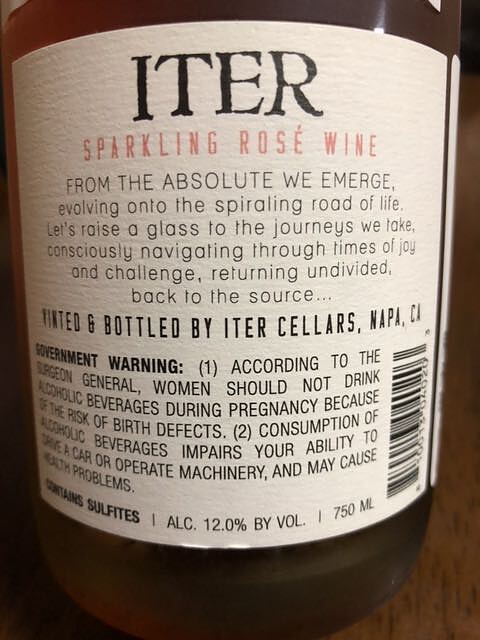 ITER
SPARKLING ROSÉ WINE
FROM THE ABSOLUTE WE EMERGE,
evolving onto the spiraling road of life.
Let's raise a glass to the journeys we take,
consciously navigating through times of joy
and challenge, returning undivided,
back to the source...
VINTED & BOTTLED BY ITER CELLARS, NAPA, CA
GOVERNMENT WARNING: (1) ACCORDING TO THE
SURGEON GENERAL, WOMEN SHOULD NOT DRINK
ALCOHOLIC BEVERAGES DURING PREGNANCY BECAUSE
OF THE RISK OF BIRTH DEFECTS. (2) CONSUMPTION OF
ALCOHOLIC BEVERAGES IMPAIRS YOUR ABILITY TO
DRIVE A CAR OR OPERATE MACHINERY, AND MAY CAUSE
HEALTH PROBLEMS.
CONTAINS SULFITES | ALC. 12.0% BY VOL. | 750 ML